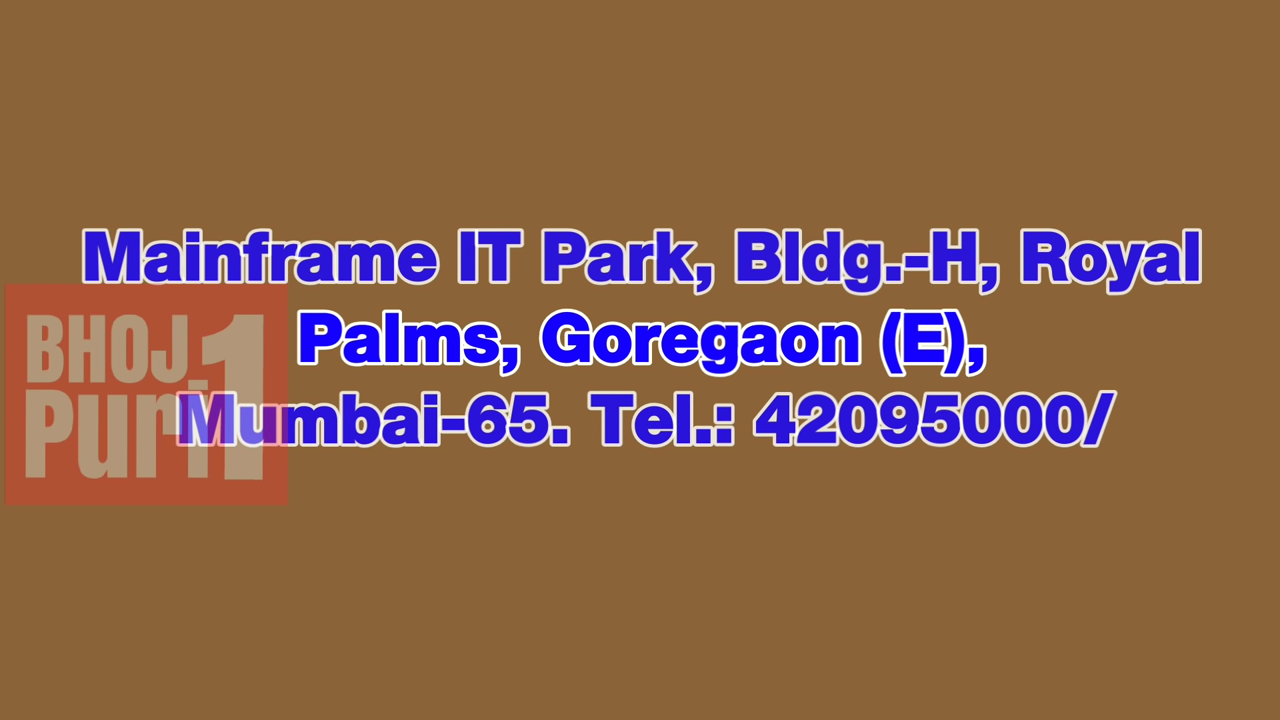 Mainframe IT Park, Bldg.-H, Royal
Palms, Goregaon (E),
Mumbai-65. Tel.: 42095000/
BHOJ
Puri 1